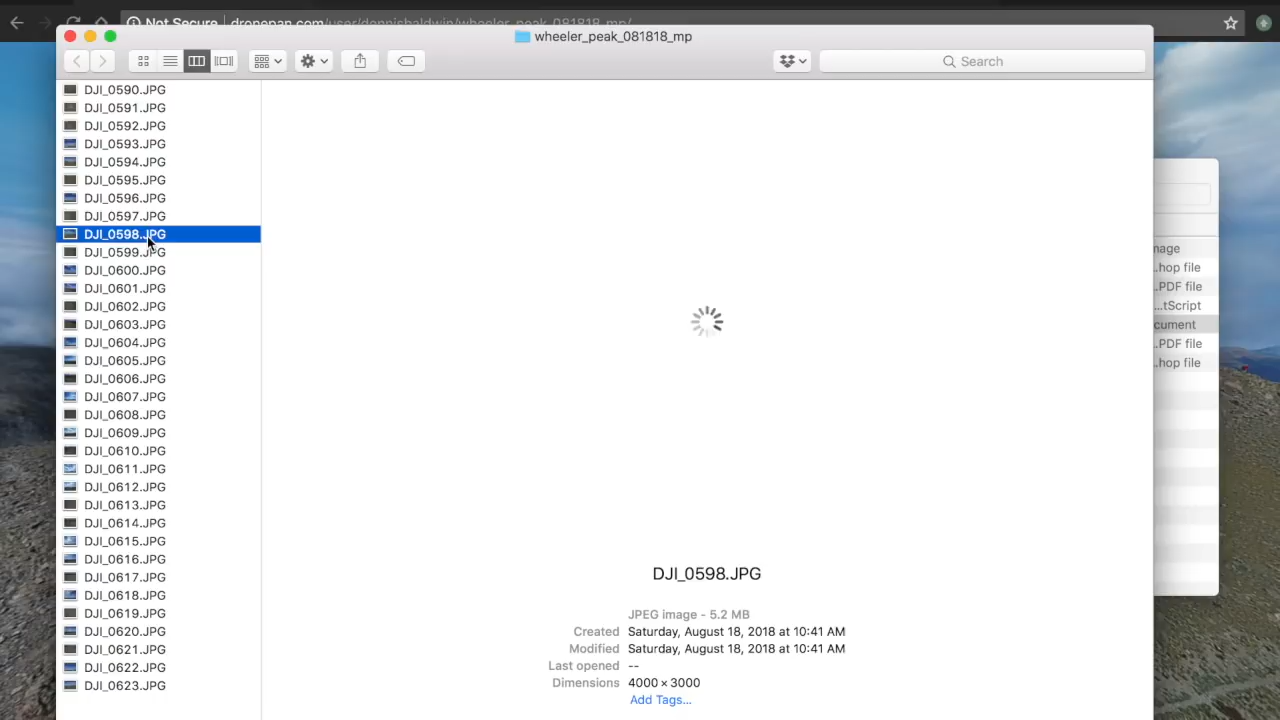 Not Secure dronepan.com/user/dennisbaldwin/wheeler_peak_081818_mp/
wheeler_peak_081818_mp
Search
DJI_0590.JPG
DJI_0591.JPG
DJI_0592.JPG
DJI_0593.JPG
DJI_0594.JPG
DJI_0595.JPG
DJI_0596.JPG
DJI_0597.JPG
DJI_0598.JPG
DJI_0599.JPG
DJI_0600.JPG
DJI_0601.JPG
DJI_0602.JPG
DJI_0603.JPG
DJI_0604.JPG
DJI_0605.JPG
DJI_0606.JPG
DJI_0607.JPG
DJI_0608.JPG
DJI_0609.JPG
DJI_0610.JPG
DJI_0611.JPG
DJI_0612.JPG
DJI_0613.JPG
DJI_0614.JPG
DJI_0615.JPG
DJI_0616.JPG
DJI_0617.JPG
DJI_0618.JPG
DJI_0619.JPG
DJI_0620.JPG
DJI_0621.JPG
DJI_0622.JPG
DJI_0623.JPG
DJI_0598.JPG
JPEG image - 5.2 MB
Created Saturday, August 18, 2018 at 10:41 AM
Modified Saturday, August 18, 2018 at 10:41 AM
Last opened --
Dimensions 4000 × 3000
Add Tags...
mage
...hop file
...PDF file
...tScript
cument
...PDF file
...hop file